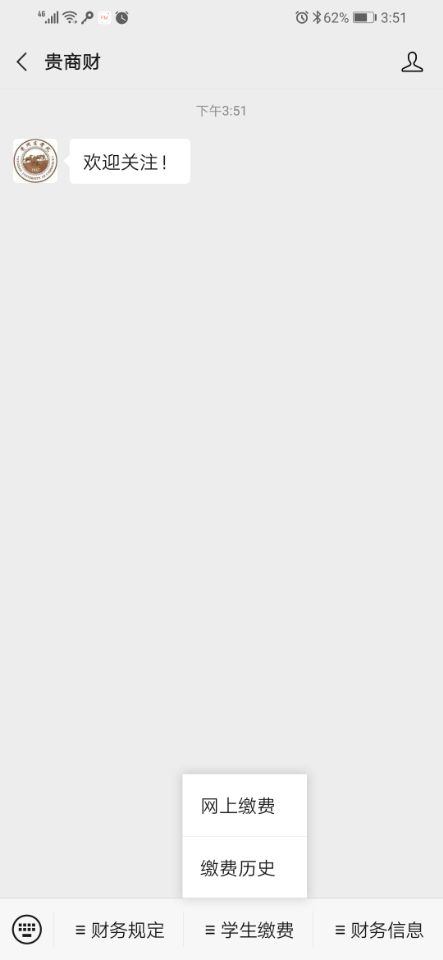 62% 3:51
贵商财
下午3:51
欢迎关注！
网上缴费
缴费历史
财务规定
学生缴费
财务信息